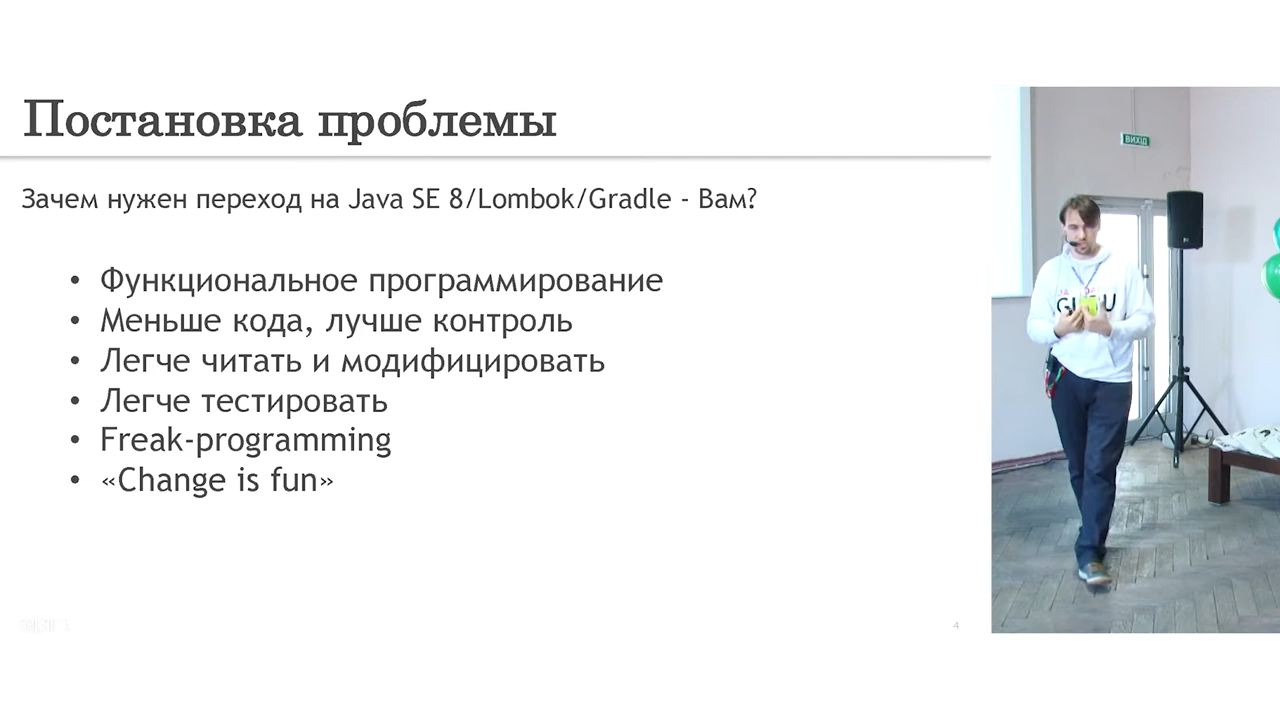 Постановка проблемы
Зачем нужен переход на Java SE 8/Lombok/Gradle - Вам?
• Функциональное программирование
• Меньше кода, лучше контроль
• Легче читать и модифицировать
• Легче тестировать
• Freak-programming
• «Change is fun»
4
ВИХІД